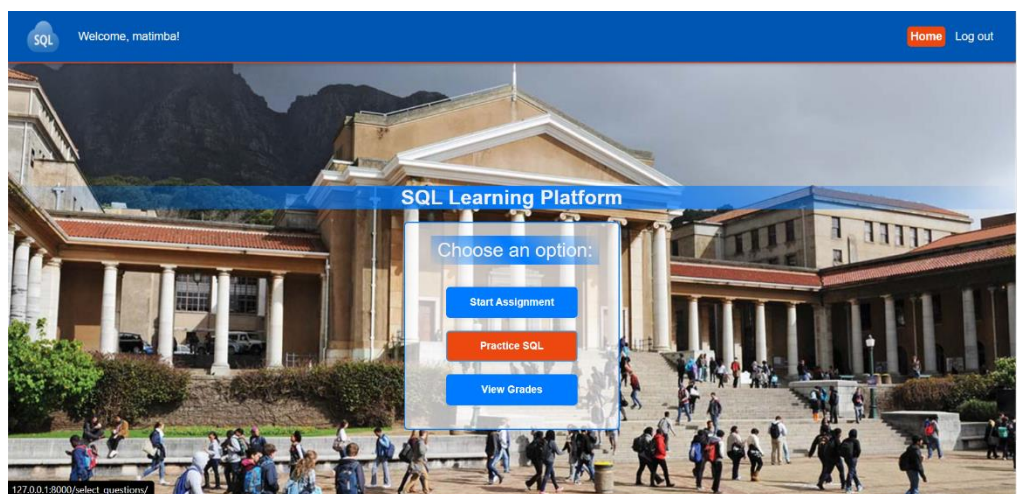 SQL
Welcome, matimba!
Home
Log out
SQL Learning Platform
Choose an option:
Start Assignment
Practice SQL
View Grades
127.0.0.1:8000/select_questions/